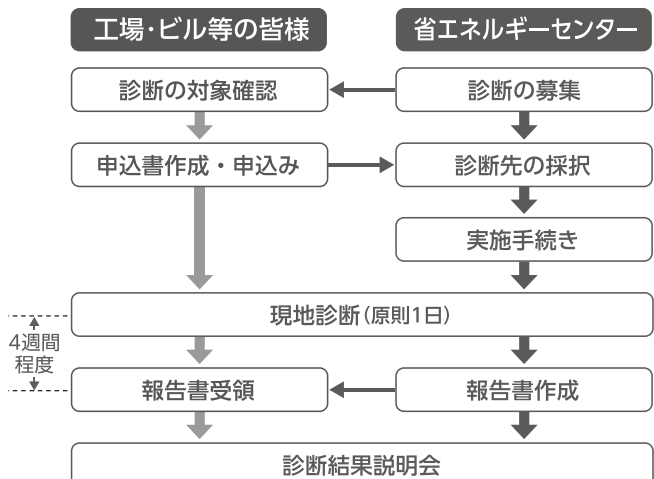 工場・ビル等の皆様
省エネルギーセンター
診断の対象確認
診断の募集
申込書作成・申込み
診断先の採択
実施手続き
現地診断(原則1日)
4週間
程度
報告書受領
報告書作成
診断結果説明会